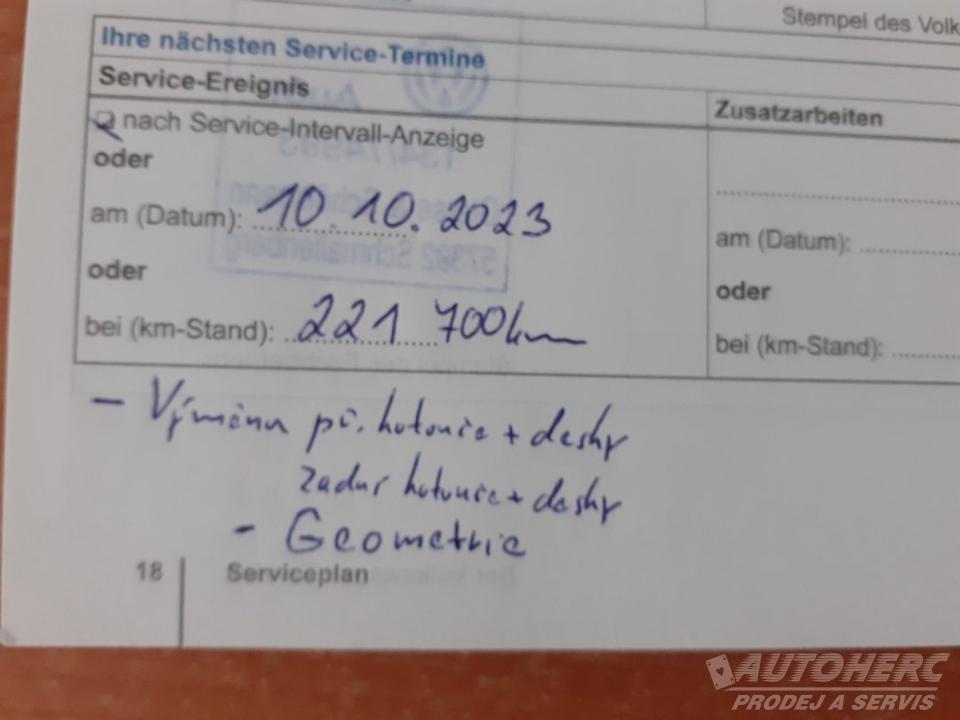 Stempel des Volk
Ihre nächsten Service-Termine
Service-Ereignis
Zusatzarbeiten
nach Service-Intervall-Anzeige
oder
am (Datum): 10.10.2023
am (Datum):
oder
oder
bei (km-Stand): 221 700km
bei (km-Stand):
- Výměna př. kotouče + desky
zadní kotouče + desky
- Geometrie
18 Serviceplan
AUTOHERC
PRODEJ A SERVIS